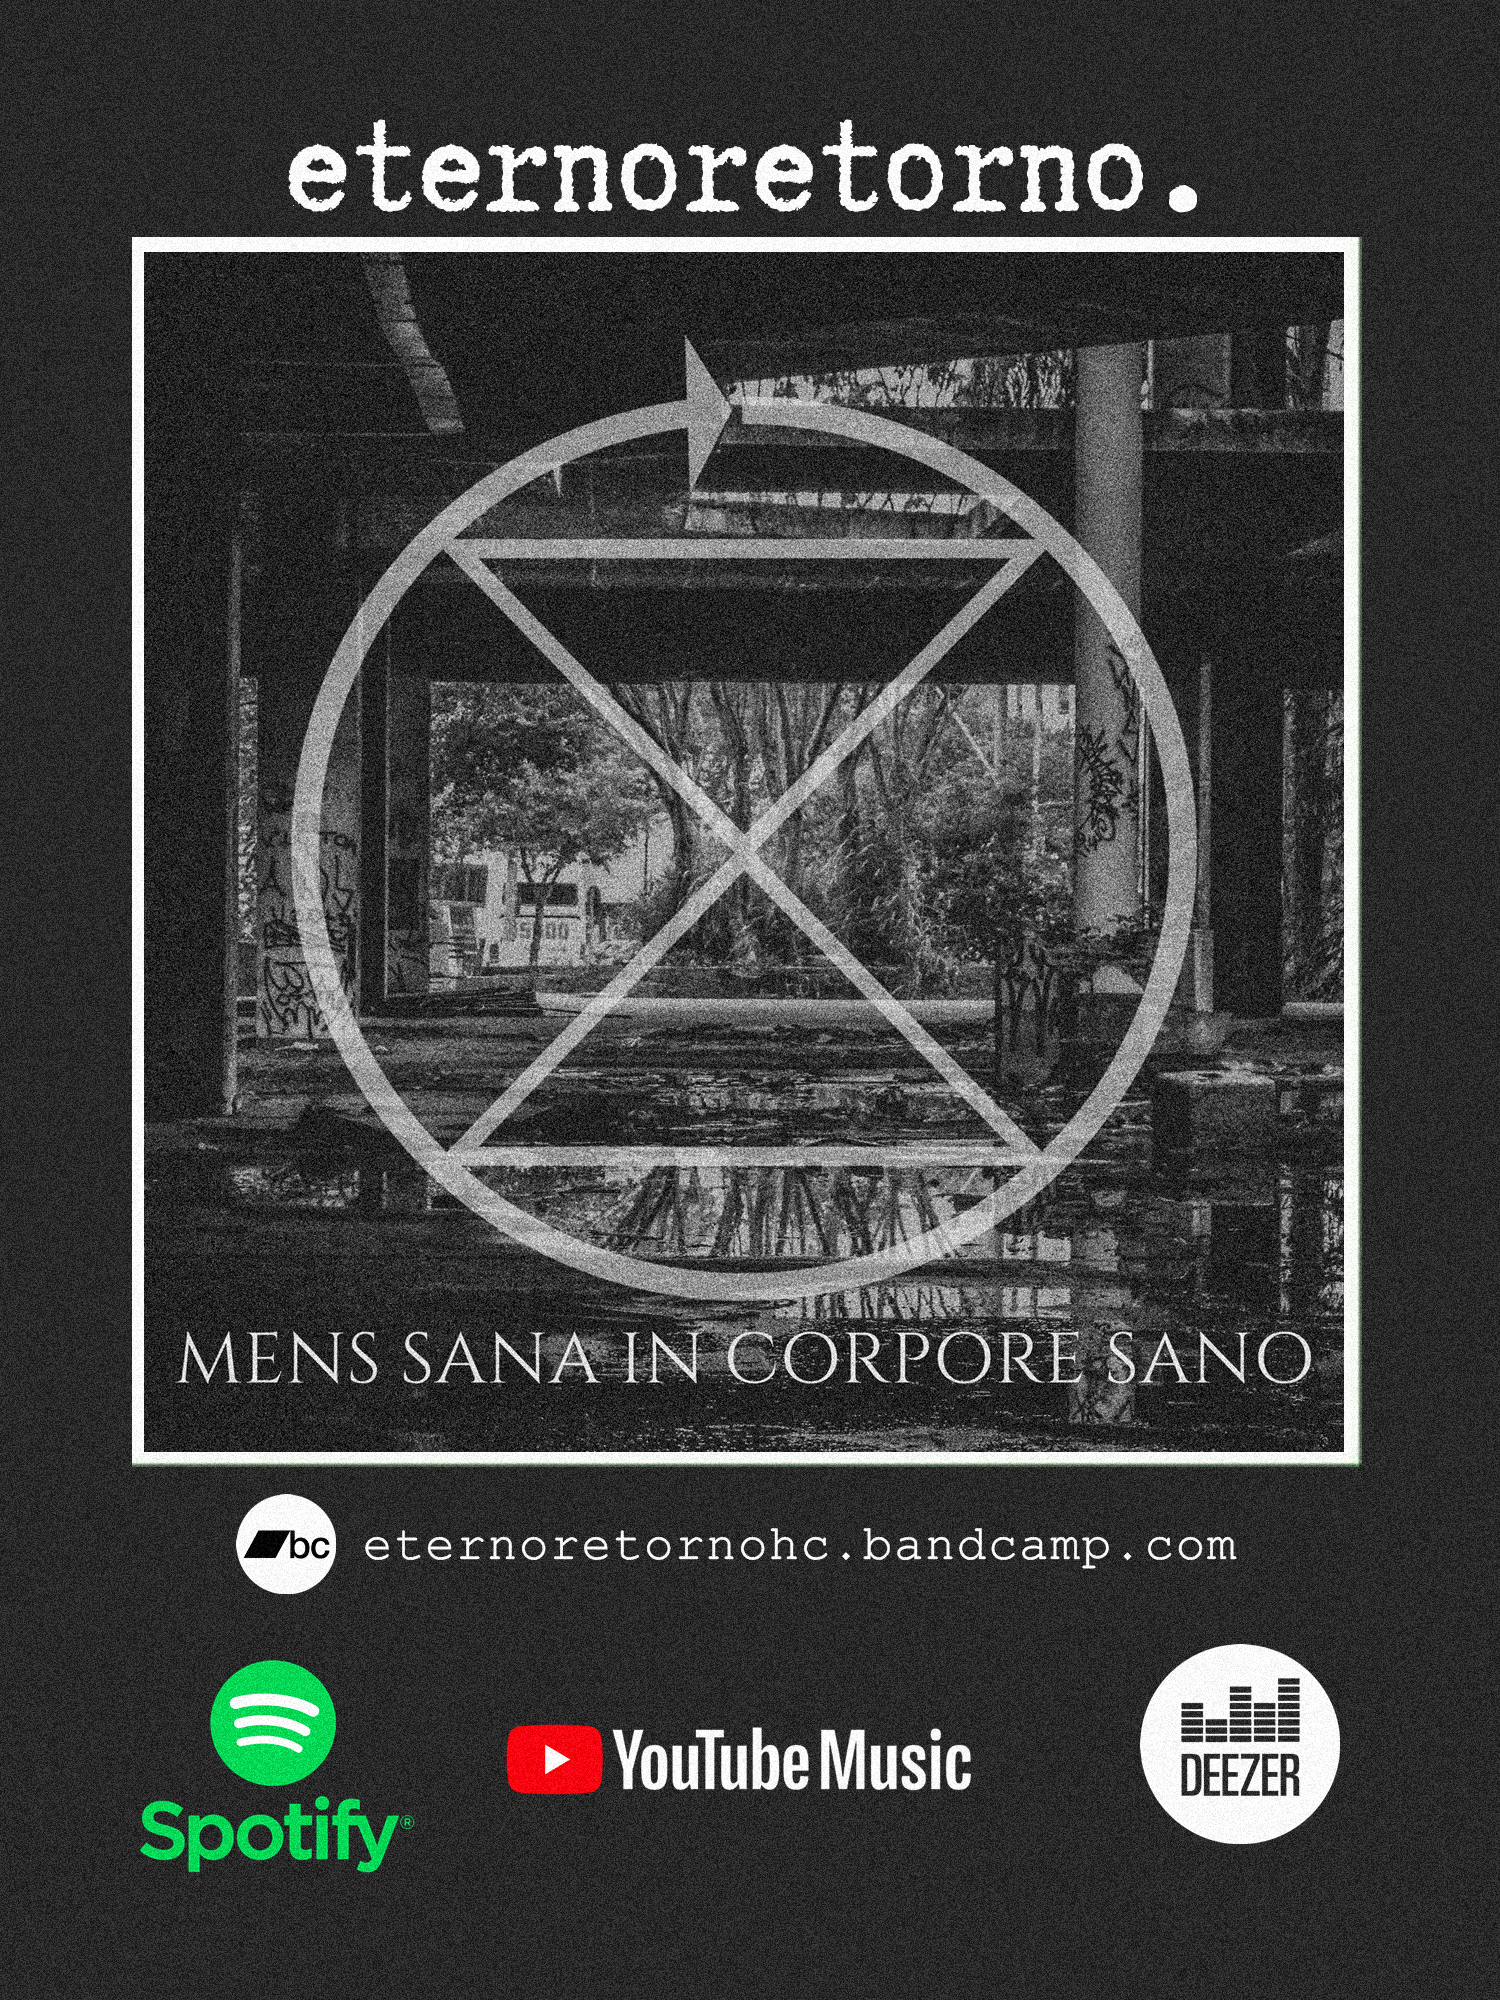 eternoretorno.
MENS SANA IN CORPORE SANO
bc eternoretornohc.bandcamp.com
Spotify®
YouTube Music
DEEZER